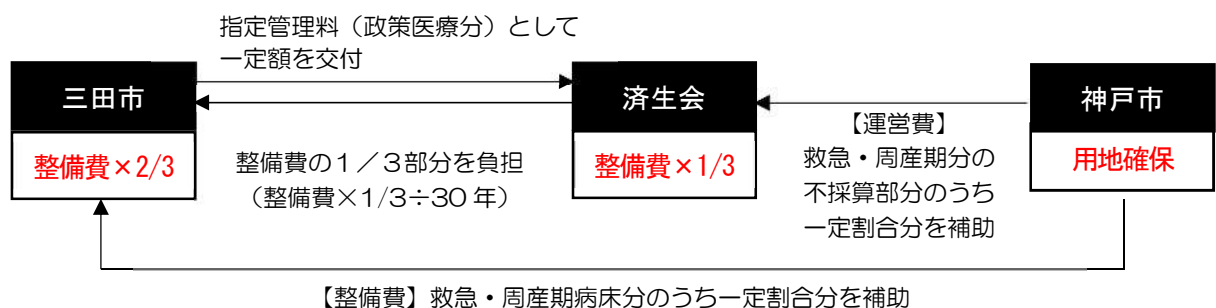 指定管理料（政策医療分）として
一定額を交付
三田市
済生会
神戸市
整備費×2/3
整備費の１／３部分を負担
（整備費×1/3÷30 年）
整備費×1/3
【運営費】
救急・周産期分の
不採算部分のうち
一定割合分を補助
用地確保
【整備費】救急・周産期病床分のうち一定割合分を補助